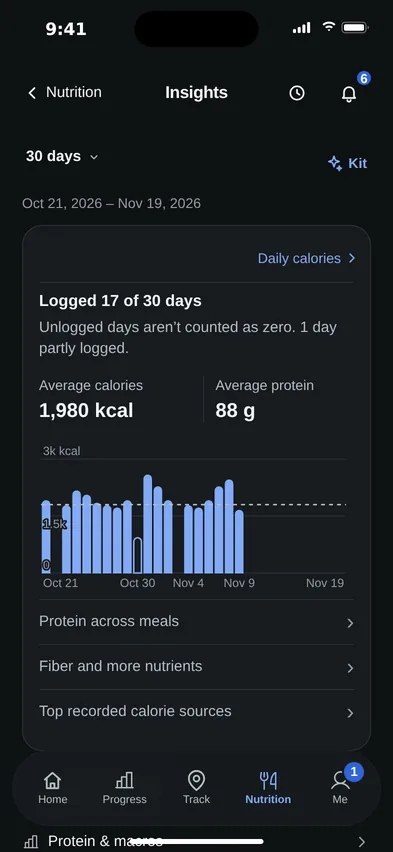 9:41
6
Nutrition
Insights
30 days
Kit
Oct 21, 2026 – Nov 19, 2026
Daily calories
Logged 17 of 30 days
Unlogged days aren’t counted as zero. 1 day
partly logged.
Average calories
Average protein
1,980 kcal
88 g
3k kcal
1.5k
0
Oct 21
Oct 30
Nov 4
Nov 9
Nov 19
Protein across meals
Fiber and more nutrients
Top recorded calorie sources
1
Home
Progress
Track
Nutrition
Me
Protein & macros